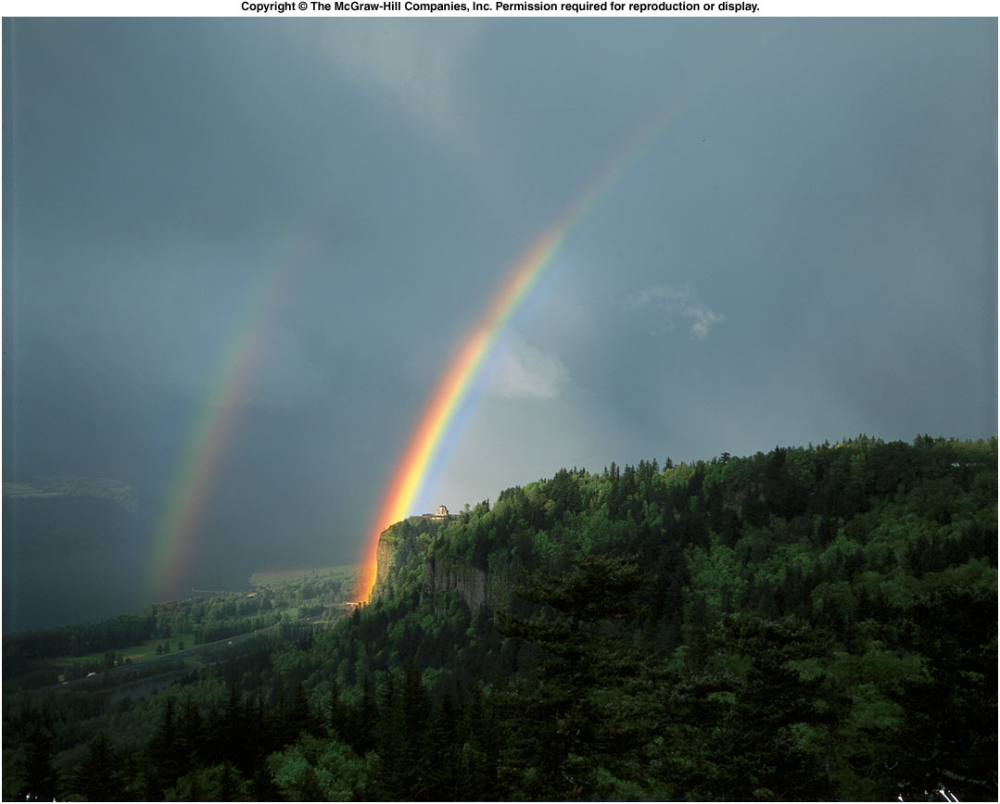 Copyright © The McGraw-Hill Companies, Inc. Permission required for reproduction or display.